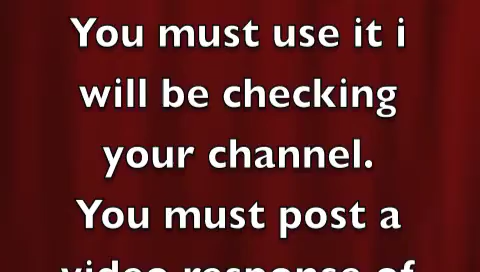 You must use it i
will be checking
your channel.
You must post a
video response of